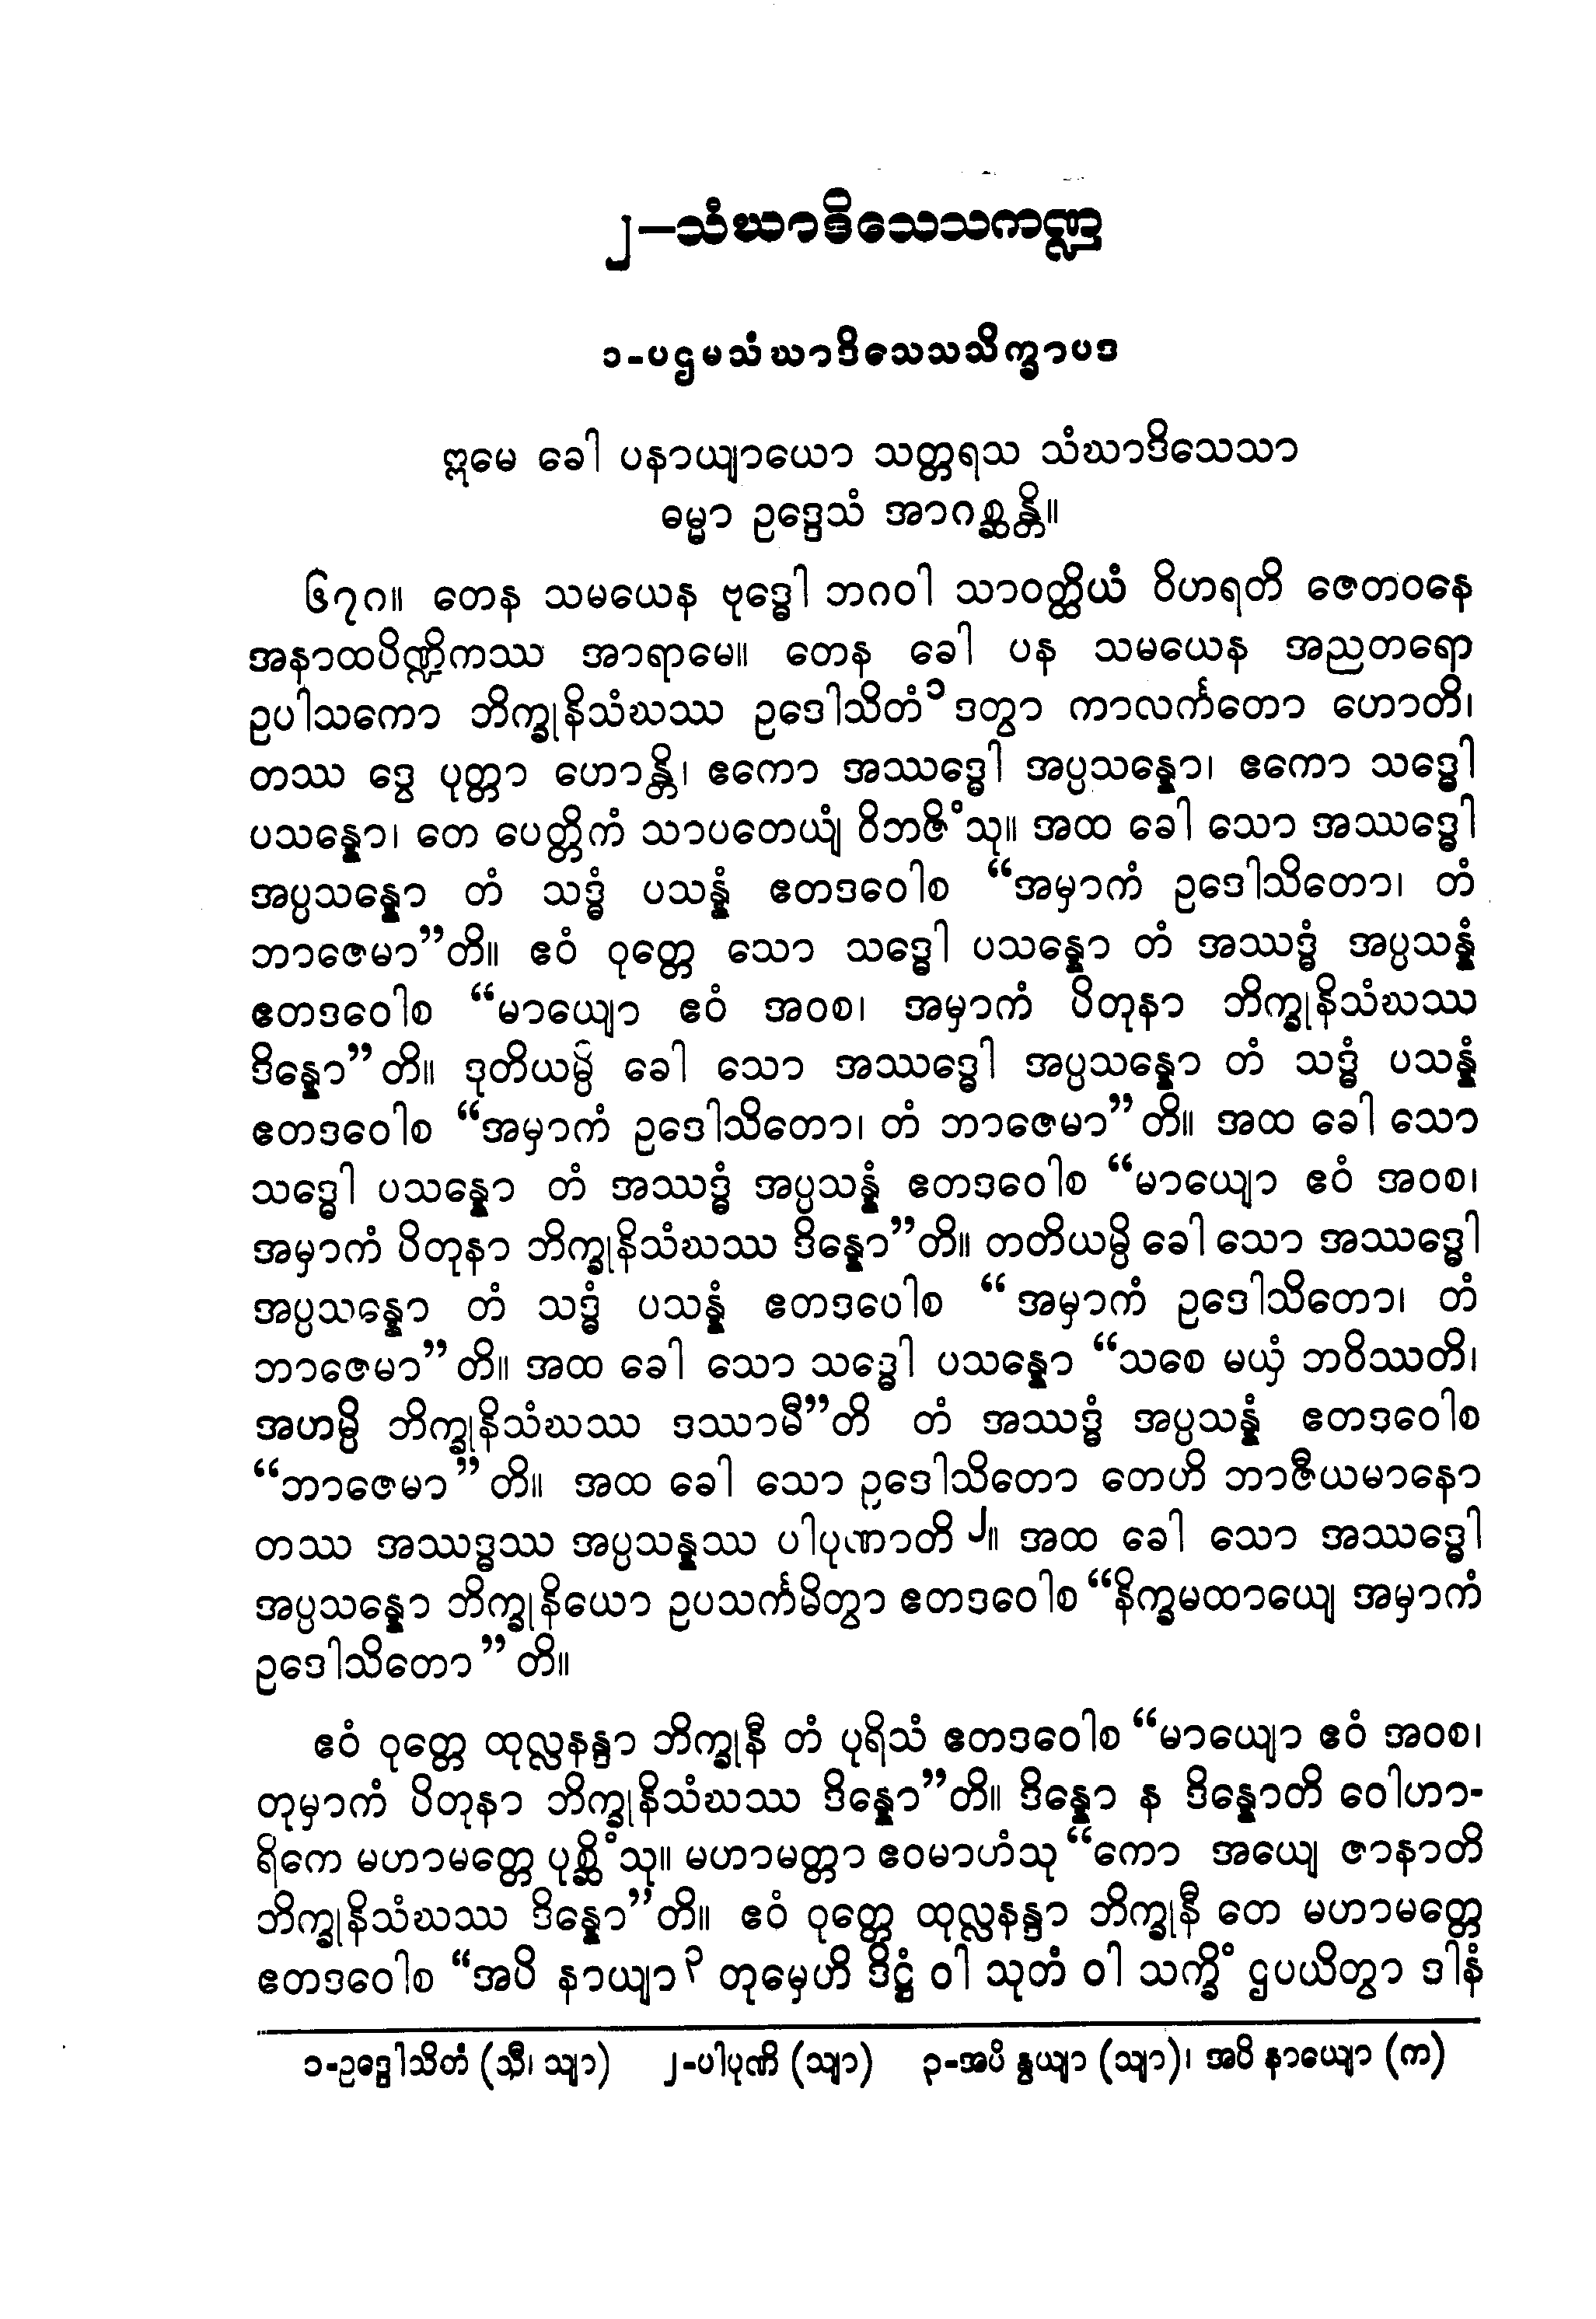 ၂-သံဃာဒိသေသကဏ္ဍ
၁-ပဌမသံဃာဒိသေသသိက္ခာပဒ
ဣမေ ခေါ ပနာယျာယော သတ္တရသ သံဃာဒိသေသာ
ဓမ္မာ ဥဒ္ဒေသံ အာဂစ္ဆန္တိ။
၆၇၈။ တေန သမယေန ဗုဒ္ဓေါ ဘဂဝါ သာဝတ္ထိယံ ဝိဟရတိ ဇေတဝနေ
အနာထပိဏ္ဍိကဿ အာရာမေ။ တေန ခေါ ပန သမယေန အညတရော
ဥပါသကော ဘိက္ခုနိသံဃဿ ဥဒေါသိတံ၁ ဒတွာ ကာလင်္ကတော ဟောတိ၊
တဿ ဒွေ ပုတ္တာ ဟောန္တိ၊ ဧကော အဿဒ္ဓေါ အပ္ပသန္နော၊ ဧကော သဒ္ဓေါ
ပသန္နော၊ တေ ပေတ္တိကံ သာပတေယျံ ဝိဘဇိံသု။ အထ ခေါ သော အဿဒ္ဓေါ
အပ္ပသန္နော တံ သဒ္ဓံ ပသန္နံ ဧတဒဝေါစ “အမှာကံ ဥဒေါသိတော၊ တံ
ဘာဇေမာ”တိ။ ဧဝံ ဝုတ္တေ သော သဒ္ဓေါ ပသန္နော တံ အဿဒ္ဓံ အပ္ပသန္နံ
ဧတဒဝေါစ “မာယျော ဧဝံ အဝစ၊ အမှာကံ ပိတုနာ ဘိက္ခုနိသံဃဿ
ဒိန္နော”တိ။ ဒုတိယမ္ပိ ခေါ သော အဿဒ္ဓေါ အပ္ပသန္နော တံ သဒ္ဓံ ပသန္နံ
ဧတဒဝေါစ “အမှာကံ ဥဒေါသိတော၊ တံ ဘာဇေမာ”တိ။ အထ ခေါ သော
သဒ္ဓေါ ပသန္နော တံ အဿဒ္ဓံ အပ္ပသန္နံ ဧတဒဝေါစ “မာယျော ဧဝံ အဝစ၊
အမှာကံ ပိတုနာ ဘိက္ခုနိသံဃဿ ဒိန္နော”တိ။ တတိယမ္ပိ ခေါ သော အဿဒ္ဓေါ
အပ္ပသန္နော တံ သဒ္ဓံ ပသန္နံ ဧတဒဝေါစ “အမှာကံ ဥဒေါသိတော၊ တံ
ဘာဇေမာ”တိ။ အထ ခေါ သော သဒ္ဓေါ ပသန္နော “သစေ မယှံ ဘဝိဿတိ၊
အဟမ္ပိ ဘိက္ခုနိသံဃဿ ဒဿာမီ”တိ တံ အဿဒ္ဓံ အပ္ပသန္နံ ဧတဒဝေါစ
“ဘာဇေမာ”တိ။ အထ ခေါ သော ဥဒေါသိတော တေဟိ ဘာဇီယမာနော
တဿ အဿဒ္ဓဿ အပ္ပသန္နဿ ပါပုဏာတိ၂။ အထ ခေါ သော အဿဒ္ဓေါ
အပ္ပသန္နော ဘိက္ခုနိယော ဥပသင်္ကမိတွာ ဧတဒဝေါစ “နိက္ခမထာယျေ အမှာကံ
ဥဒေါသိတော”တိ။
ဧဝံ ဝုတ္တေ ထုလ္လနန္ဒာ ဘိက္ခုနီ တံ ပုရိသံ ဧတဒဝေါစ “မာယျော ဧဝံ အဝစ၊
တုမှာကံ ပိတုနာ ဘိက္ခုနိသံဃဿ ဒိန္နော”တိ။ ဒိန္နော န ဒိန္နောတိ ဝေါဟာ-
ရိကေ မဟာမတ္တေ ပုစ္ဆိံသု။ မဟာမတ္တာ ဧဝမာဟံသု “ကော အယျေ ဇာနာတိ
ဘိက္ခုနိသံဃဿ ဒိန္နော”တိ။ ဧဝံ ဝုတ္တေ ထုလ္လနန္ဒာ ဘိက္ခုနီ တေ မဟာမတ္တေ
ဧတဒဝေါစ “အပိ နာယျာ၃ တုမှေဟိ ဒိဋ္ဌံ ဝါ သုတံ ဝါ သက္ခိံ ဌပယိတွာ ဒါနံ
၁-ဥဒ္ဒေါသိတံ (သီ၊ သျာ) ၂-ပါပုဏိ (သျာ) ၃-အပိ နွယျာ (သျာ)၊ အပိ နာယျော (က)